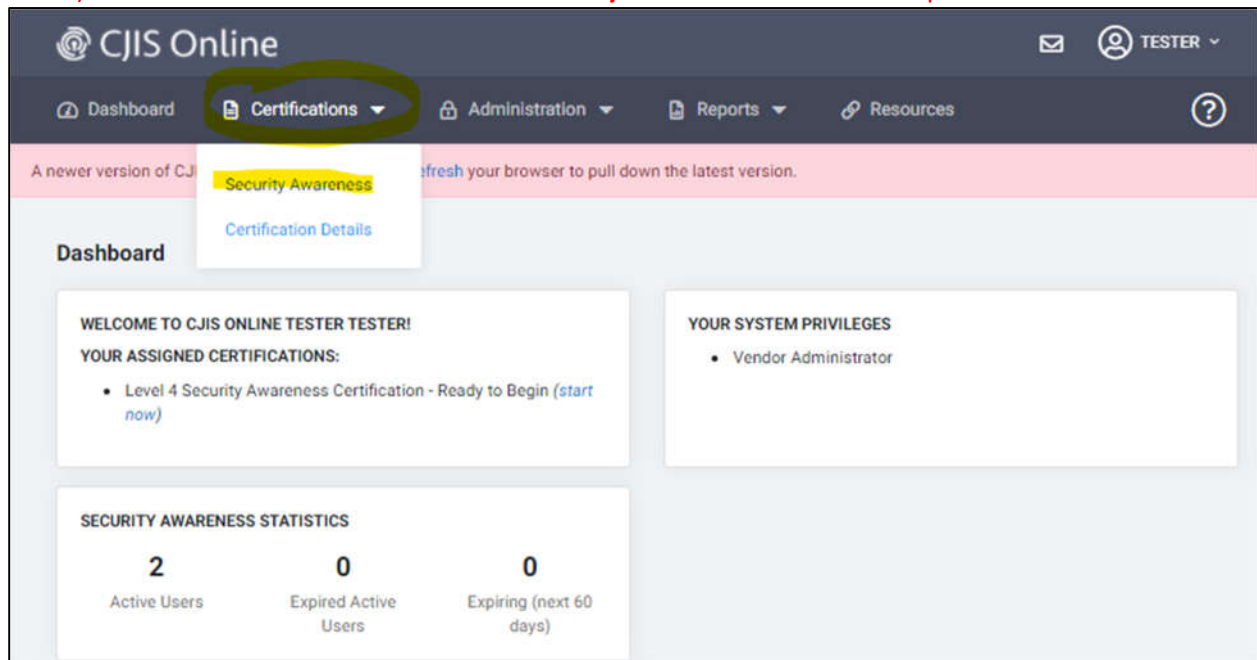 CJIS Online
TESTER
Dashboard Certifications Administration Reports Resources ?
A newer version of efresh your browser to pull down the latest version.
Security Awareness
Certification Details
Dashboard
WELCOME TO CJIS ONLINE TESTER TESTER!
YOUR ASSIGNED CERTIFICATIONS:
• Level 4 Security Awareness Certification - Ready to Begin (start
now)
YOUR SYSTEM PRIVILEGES
• Vendor Administrator
SECURITY AWARENESS STATISTICS
2 0 0
Active Users Expired Active Expiring (next 60
Users days)